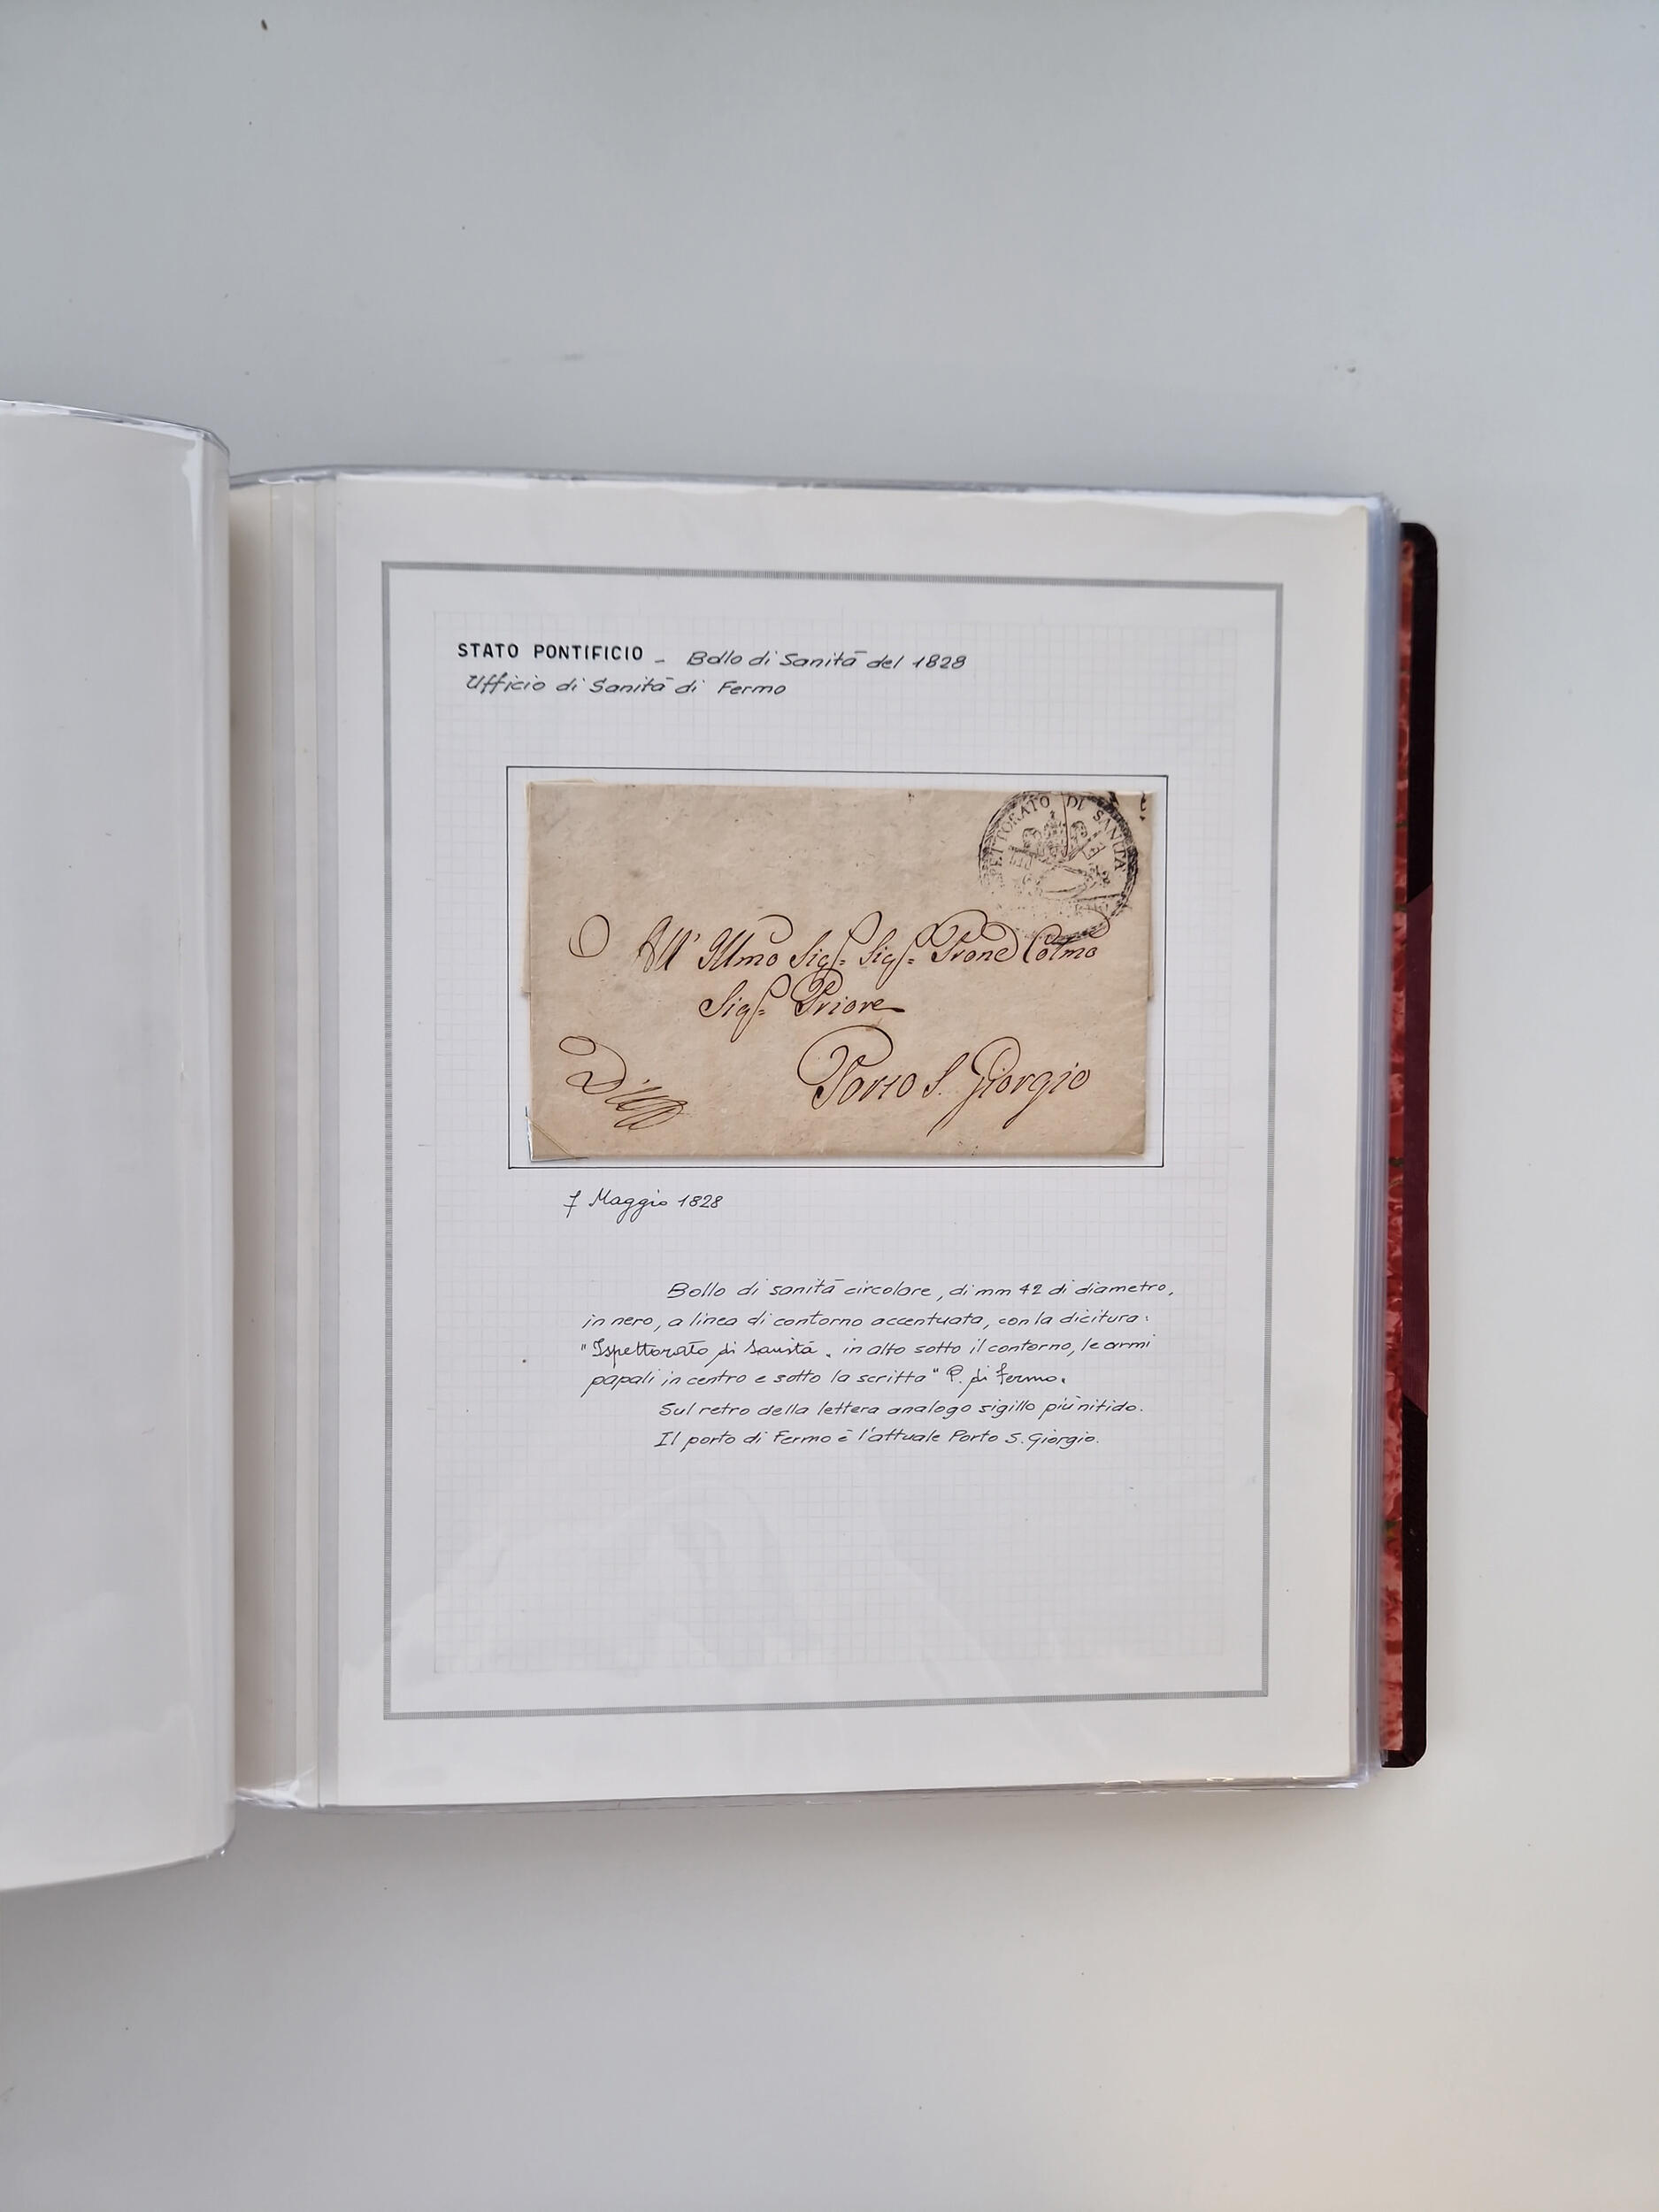 STATO PONTIFICIO - Bollo di Sanità del 1828
Ufficio di Sanità di Fermo
ISPETTORATO DI SANITA
All' Illmo Sigr= Sigr= Prone Colmo
Sigr= Priore
Porto S. Giorgio
7 Maggio 1828
Bollo di sanità circolare, di mm 42 di diametro,
in nero, a linea di contorno accentuata, con la dicitura:
"Ispettorato di Sanità" in alto sotto il contorno, le armi
papali in centro e sotto la scritta "P. di Fermo"
Sul retro della lettera analogo sigillo più nitido.
Il porto di Fermo è l'attuale Porto S. Giorgio.